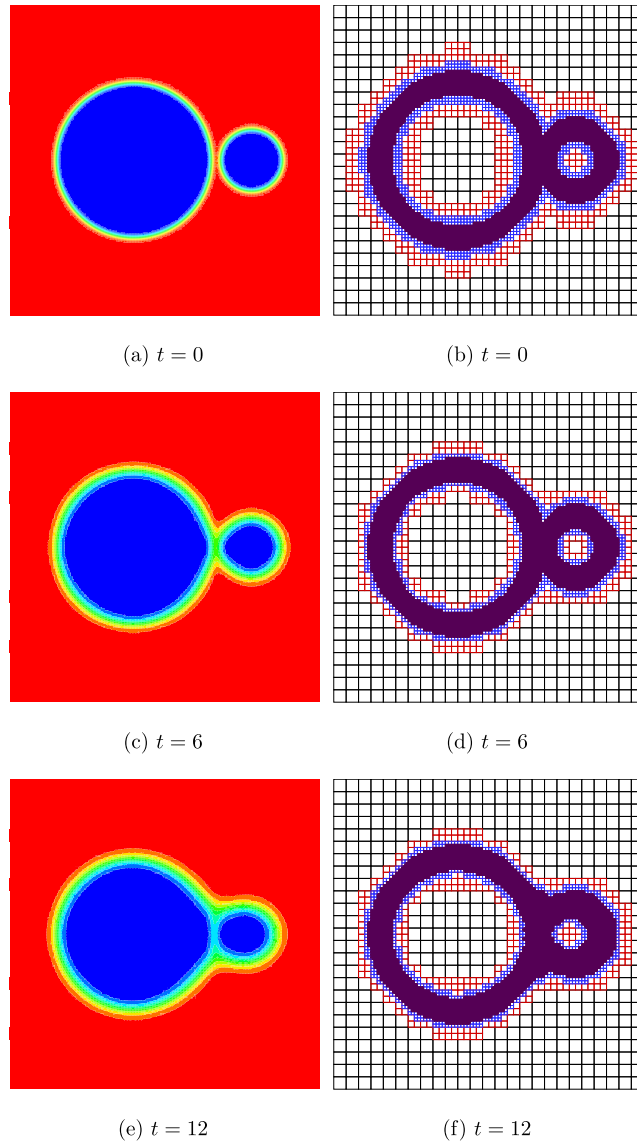 (a) t = 0
(b) t = 0
(c) t = 6
(d) t = 6
(e) t = 12
(f) t = 12